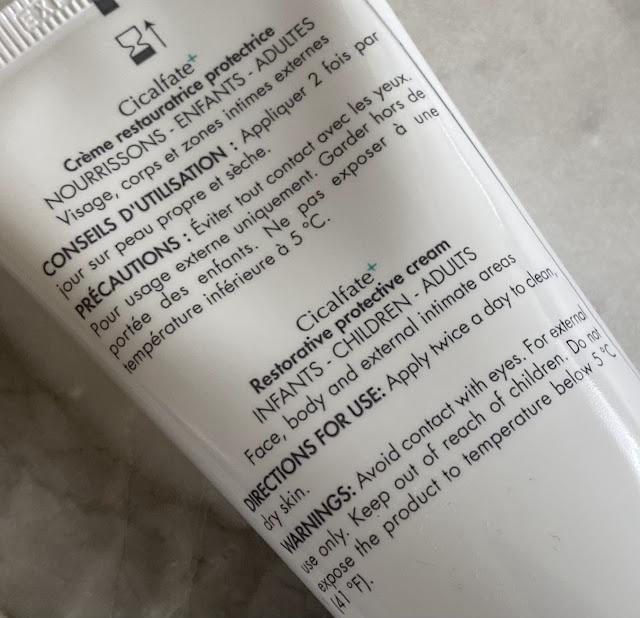 Cicalfate+
Crème restauratrice protectrice
NOURRISSONS - ENFANTS - ADULTES
Visage, corps et zones intimes externes
CONSEILS D'UTILISATION : Appliquer 2 fois par
jour sur peau propre et sèche.
PRÉCAUTIONS : Éviter tout contact avec les yeux.
Pour usage externe uniquement. Garder hors de
portée des enfants. Ne pas exposer à une
température inférieure à 5 °C.
Cicalfate+
Restorative protective cream
INFANTS - CHILDREN - ADULTS
Face, body and external intimate areas
DIRECTIONS FOR USE: Apply twice a day to clean,
dry skin.
WARNINGS: Avoid contact with eyes. For external
use only. Keep out of reach of children. Do not
expose the product to temperature below 5 °C
(41 °F).